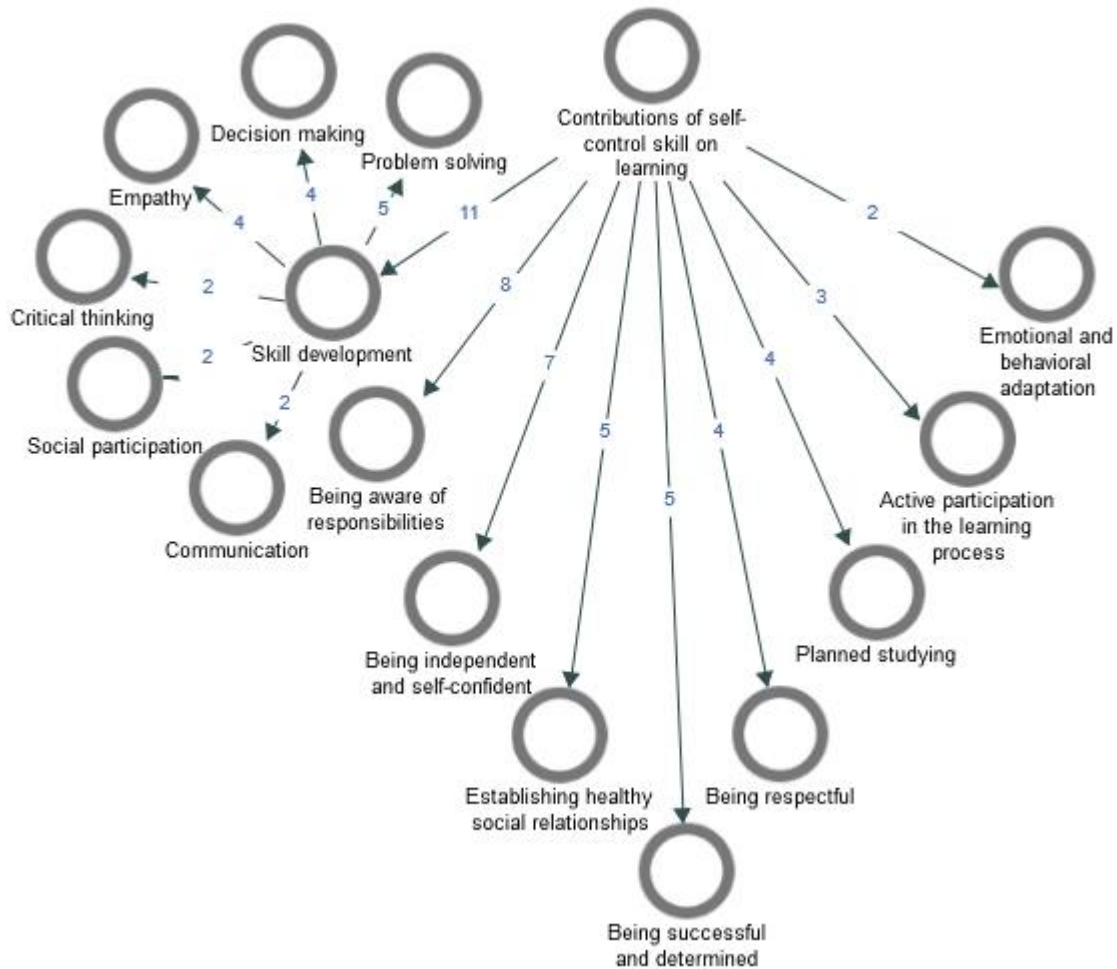 Contributions of self-
control skill on
learning
Decision making
Problem solving
Empathy
4
5
11
2
4
Critical thinking
2
8
3
Emotional and
behavioral
adaptation
Skill development
2
7
4
Social participation
2
5
4
Being aware of
responsibilities
5
Active participation
in the learning
process
Communication
Being independent
and self-confident
Planned studying
Establishing healthy
social relationships
Being respectful
Being successful
and determined